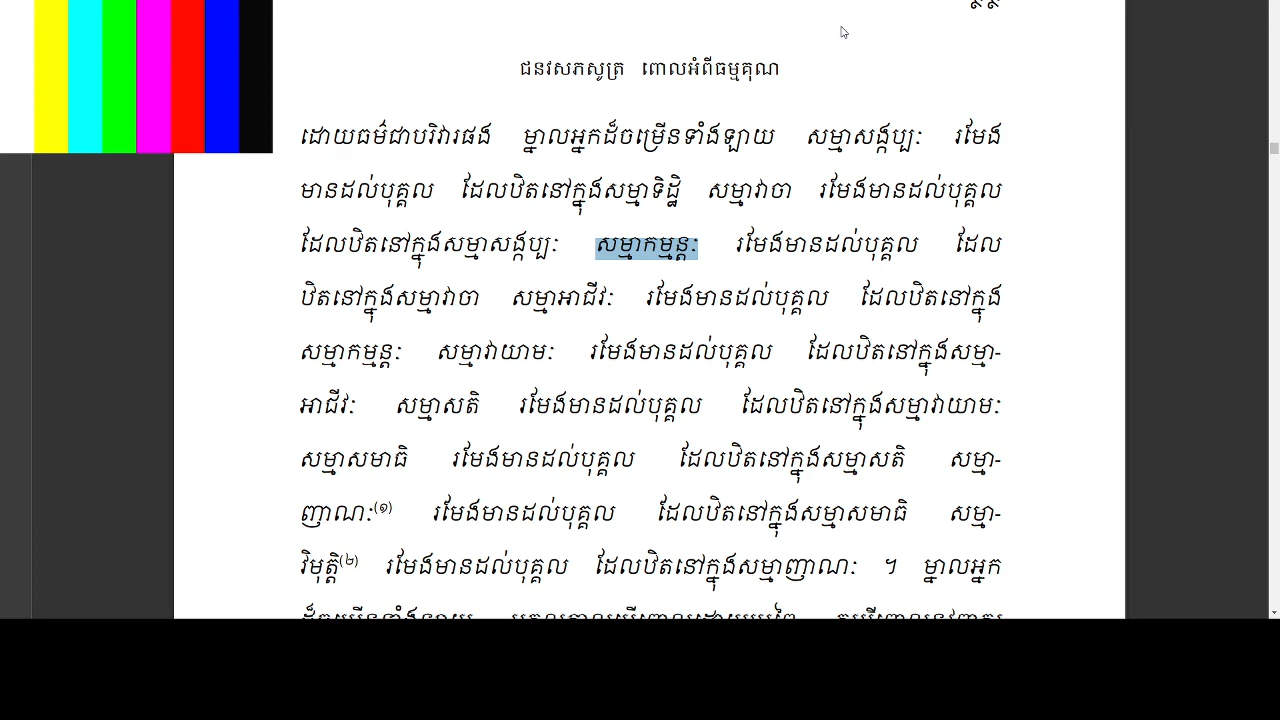 ៩៩
ជនវសភសូត្រ ពោលអំពីធម្មគុណ
ដោយធម៌ជាបរិវារផង ម្នាលអ្នកដ៏ចម្រើនទាំងឡាយ សម្មាសង្កប្បៈ រមែង
មានដល់បុគ្គល ដែលឋិតនៅក្នុងសម្មាទិដ្ឋិ សម្មាវាចា រមែងមានដល់បុគ្គល
ដែលឋិតនៅក្នុងសម្មាសង្កប្បៈ សម្មាកម្មន្តៈ រមែងមានដល់បុគ្គល ដែល
ឋិតនៅក្នុងសម្មាវាចា សម្មាអាជីវៈ រមែងមានដល់បុគ្គល ដែលឋិតនៅក្នុង
សម្មាកម្មន្តៈ សម្មាវាយាមៈ រមែងមានដល់បុគ្គល ដែលឋិតនៅក្នុងសម្មា-
អាជីវៈ សម្មាសតិ រមែងមានដល់បុគ្គល ដែលឋិតនៅក្នុងសម្មាវាយាមៈ
សម្មាសមាធិ រមែងមានដល់បុគ្គល ដែលឋិតនៅក្នុងសម្មាសតិ សម្មា-
ញាណៈ(១) រមែងមានដល់បុគ្គល ដែលឋិតនៅក្នុងសម្មាសមាធិ សម្មា-
វិមុត្តិ(២) រមែងមានដល់បុគ្គល ដែលឋិតនៅក្នុងសម្មាញាណៈ ។ ម្នាលអ្នក
ដ៏ចម្រើនទាំងឡាយ